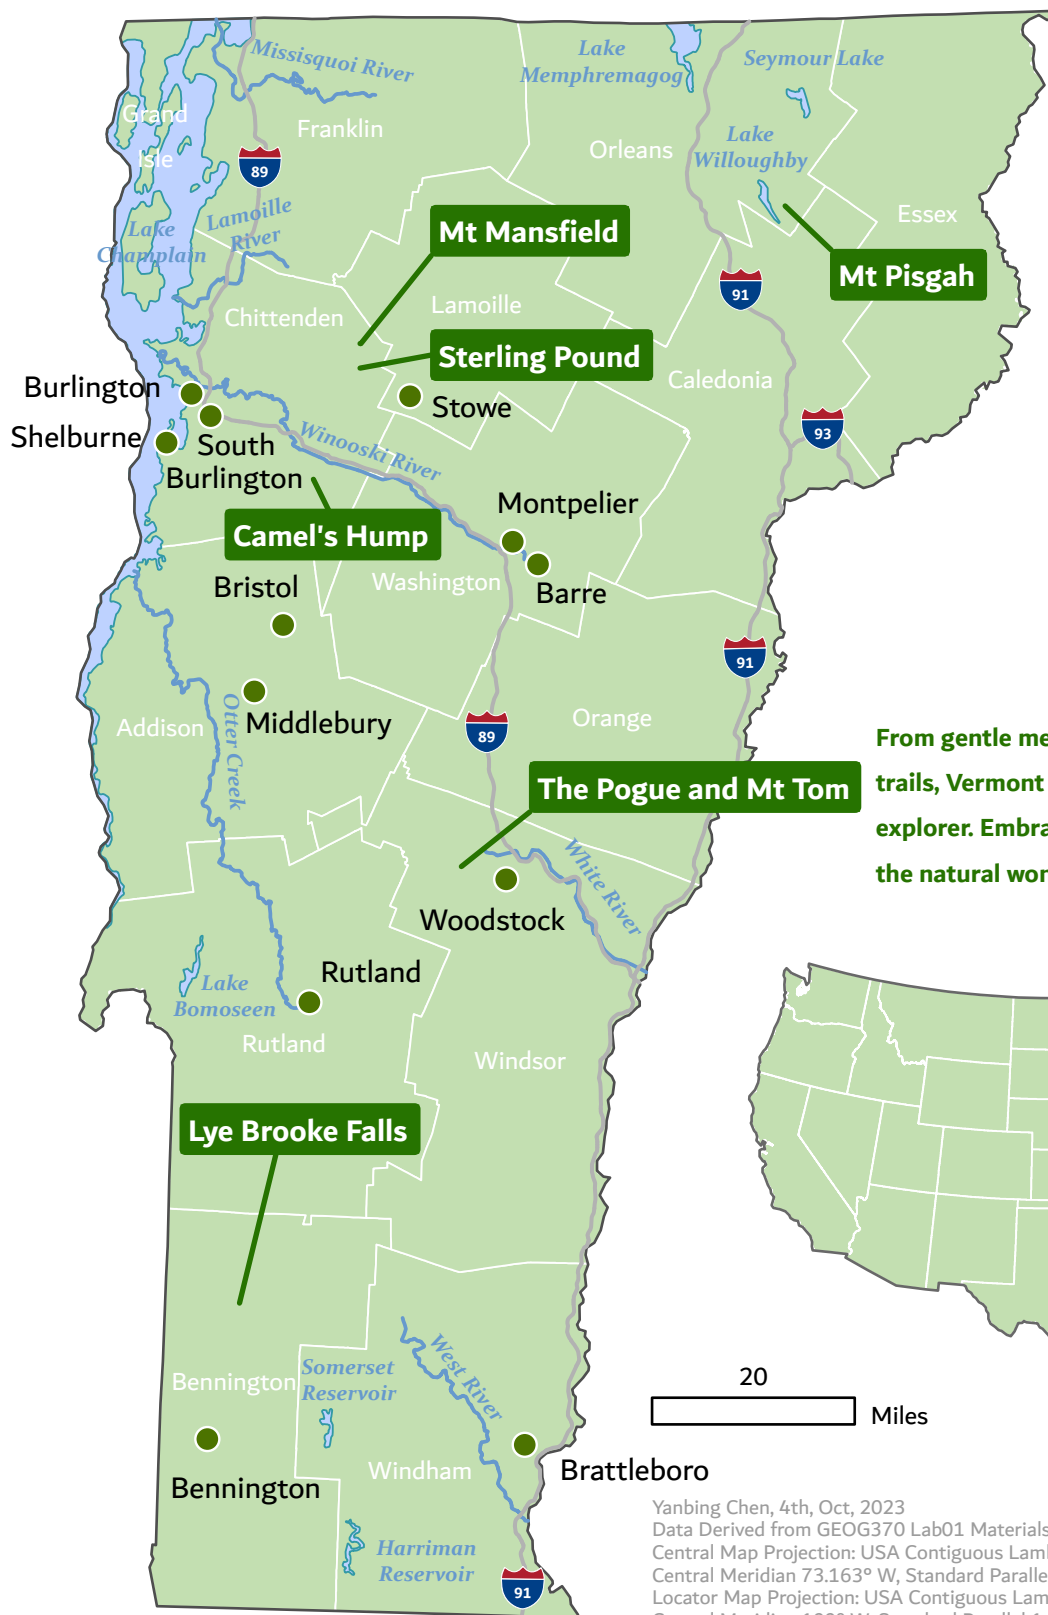 Missisquoi River
Lake
Memphremagog
Seymour Lake
Grand
Isle
Franklin
Orleans
Lake
Willoughby
89
Essex
Lamoille
River
Lake
Champlain
Mt Mansfield
Mt Pisgah
91
Chittenden
Lamoille
Sterling Pound
Caledonia
Burlington
Stowe
93
Shelburne
South
Burlington
Winooski River
Montpelier
Camel's Hump
Washington
Bristol
Barre
91
Addison
Middlebury
Otter Creek
89
Orange
From gentle me
trails, Vermont
explorer. Embra
the natural wor
The Pogue and Mt Tom
White River
Woodstock
Rutland
Lake
Bomoseen
Rutland
Windsor
Lye Brooke Falls
Bennington
Somerset
Reservoir
West River
20
Miles
Bennington
Windham
Brattleboro
Harriman
Reservoir
91
Yanbing Chen, 4th, Oct, 2023
Data Derived from GEOG370 Lab01 Materials
Central Map Projection: USA Contiguous Laml
Central Meridian 73.163° W, Standard Paralle
Locator Map Projection: USA Contiguous Lam